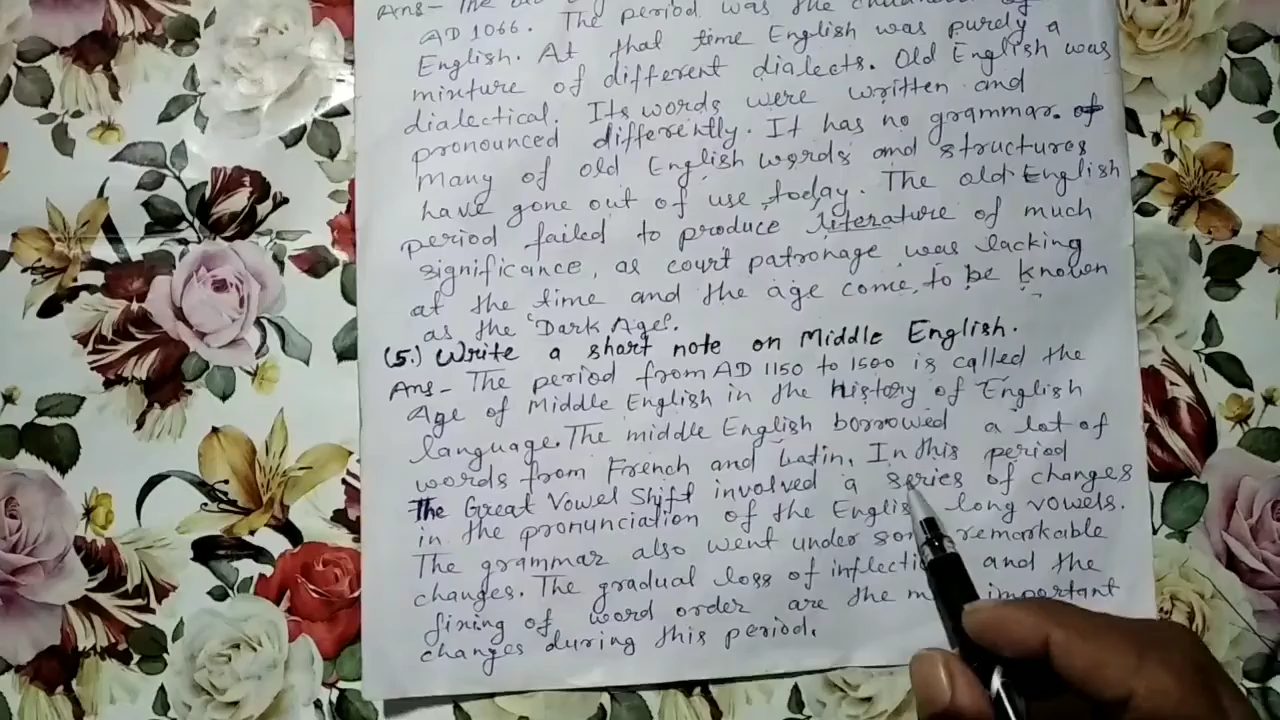 Ans- The
AD 1066. The period was the
English. At that time English was purely a
mixture of different dialects. Old English was
dialectical. Its words were written and
pronounced differently. It has no grammar.
Many of old English words and structures
have gone out of use today. The old English
period failed to produce literature of much
significance, as court patronage was lacking
at the time and the age come, to be known
as the 'Dark Age'.
(5.) Write a short note on Middle English.
Ans- The period from AD 1150 to 1500 is called the
Age of Middle English in the history of English
language. The middle English borrowed a lot of
words from French and Latin. In this period
The Great Vowel Shift involved a series of changes
in the pronunciation of the English long vowels.
The grammar also went under remarkable
changes. The gradual loss of and the
fixing of word order are the important
changes during this period.